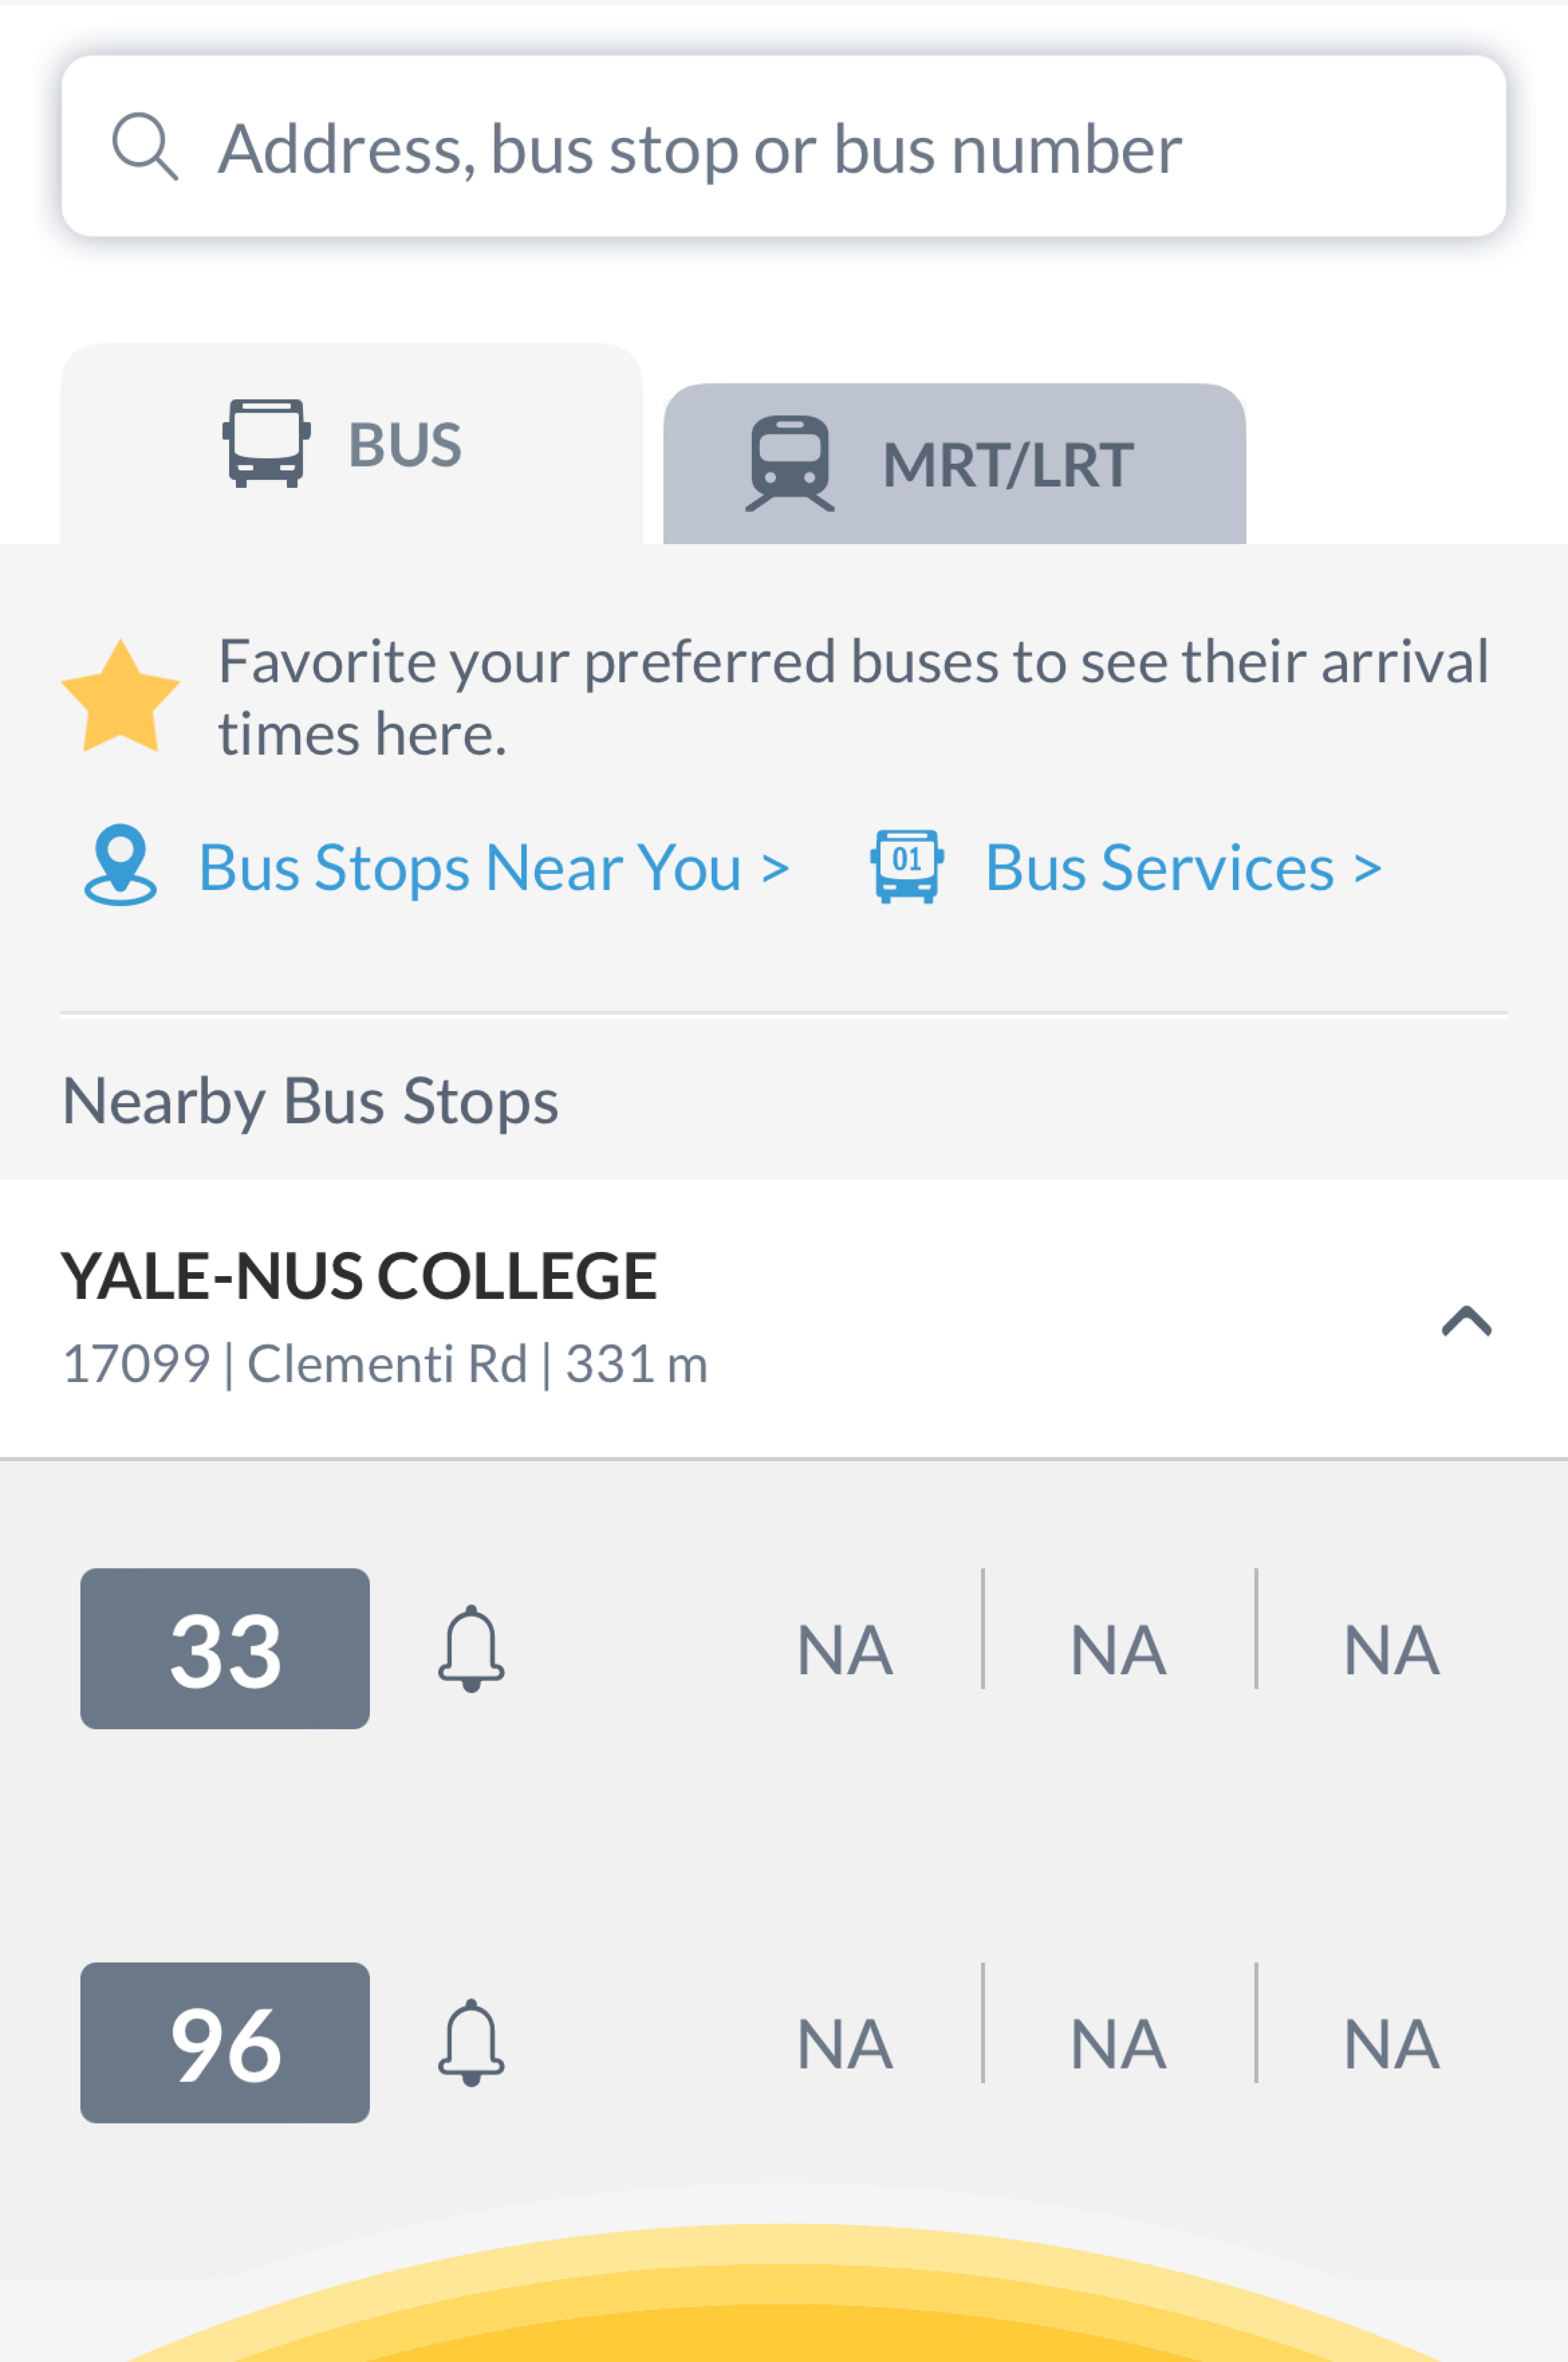 Address, bus stop or bus number
BUS
MRT/LRT
Favorite your preferred buses to see their arrival
times here.
Bus Stops Near You >
01
Bus Services >
Nearby Bus Stops
YALE-NUS COLLEGE
17099 | Clementi Rd | 331 m
33 NA NA NA
96 NA NA NA